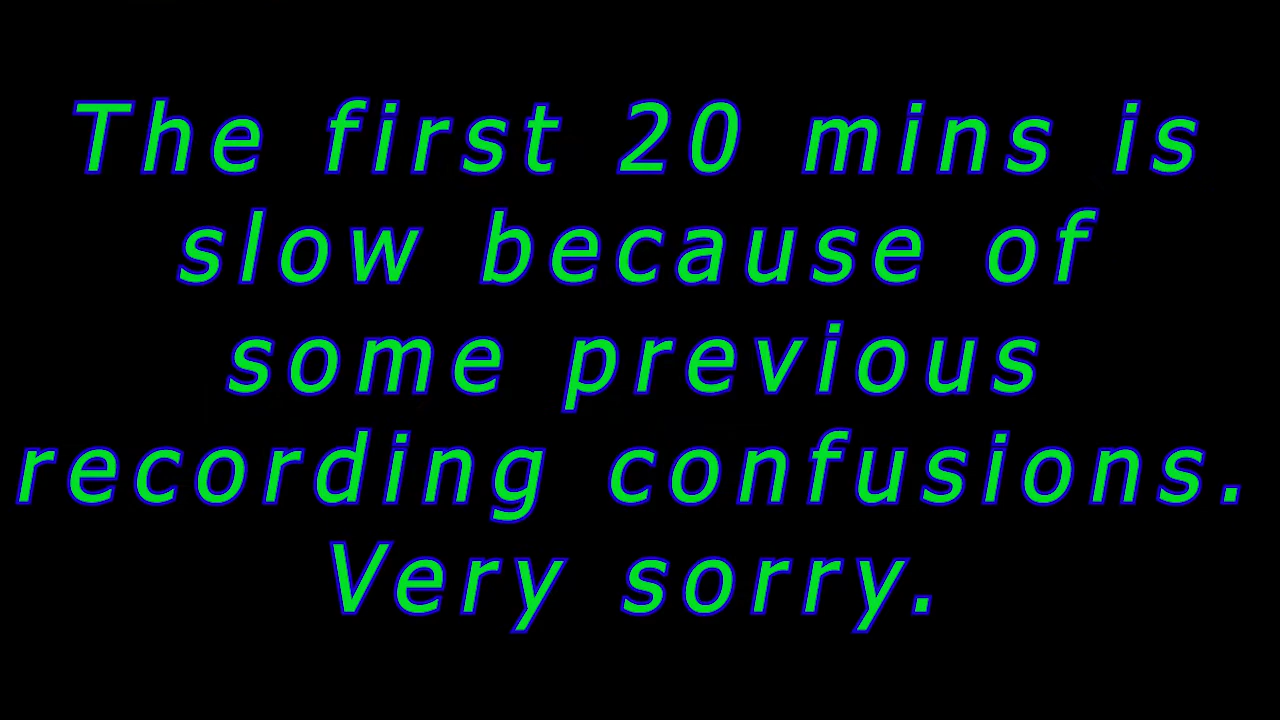 The first 20 mins is
slow because of
some previous
recording confusions.
Very sorry.